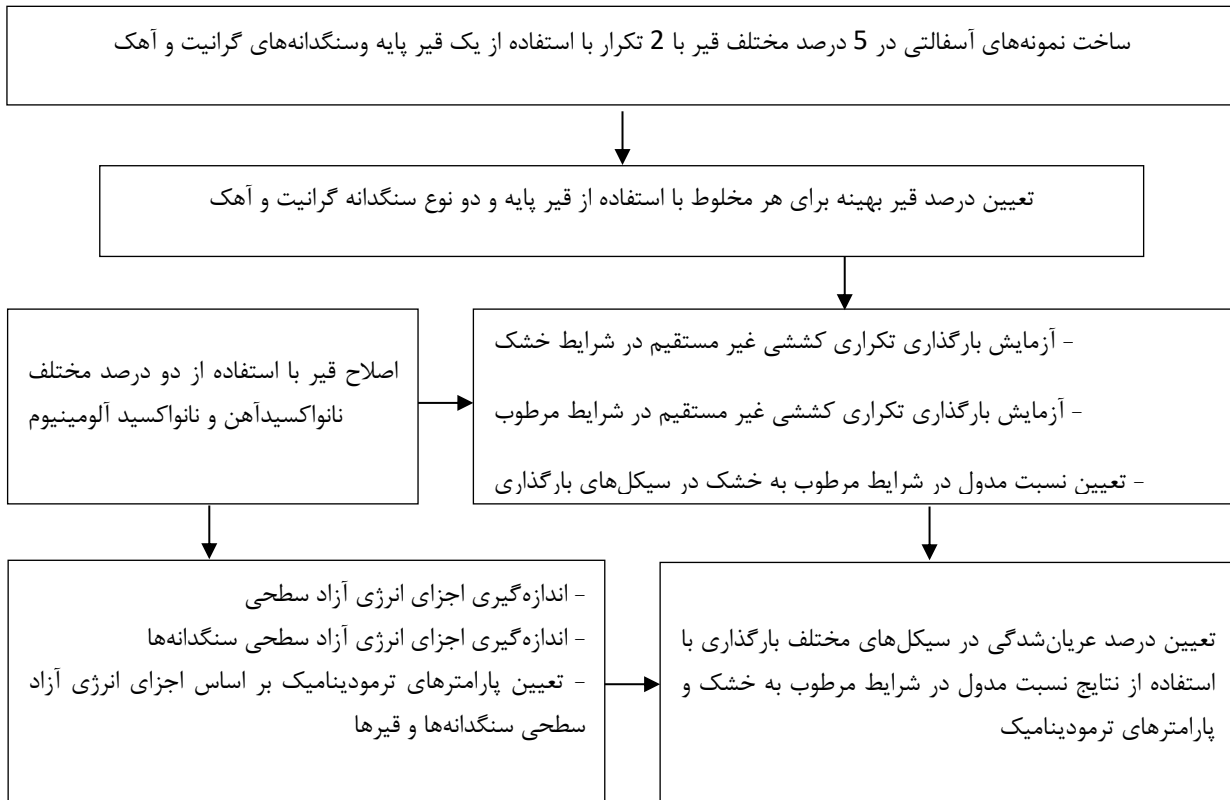 ساخت نمونه‌های آسفالتی در 5 درصد مختلف قیر با 2 تکرار با استفاده از یک قیر پایه وسنگدانه‌های گرانیت و آهک
تعیین درصد قیر بهینه برای هر مخلوط با استفاده از قیر پایه و دو نوع سنگدانه گرانیت و آهک
- آزمایش بارگذاری تکراری کششی غیر مستقیم در شرایط خشک
- آزمایش بارگذاری تکراری کششی غیر مستقیم در شرایط مرطوب
- تعیین نسبت مدول در شرایط مرطوب به خشک در سیکل‌های بارگذاری
اصلاح قیر با استفاده از دو درصد مختلف
نانواکسیدآهن و نانواکسید آلومینیوم
- اندازه‌گیری اجزای انرژی آزاد سطحی
- اندازه‌گیری اجزای انرژی آزاد سطحی سنگدانه‌ها
- تعیین پارامترهای ترمودینامیک بر اساس اجزای انرژی آزاد
سطحی سنگدانه‌ها و قیرها
تعیین درصد عریان‌شدگی در سیکل‌های مختلف بارگذاری با
استفاده از نتایج نسبت مدول در شرایط مرطوب به خشک و
پارامترهای ترمودینامیک